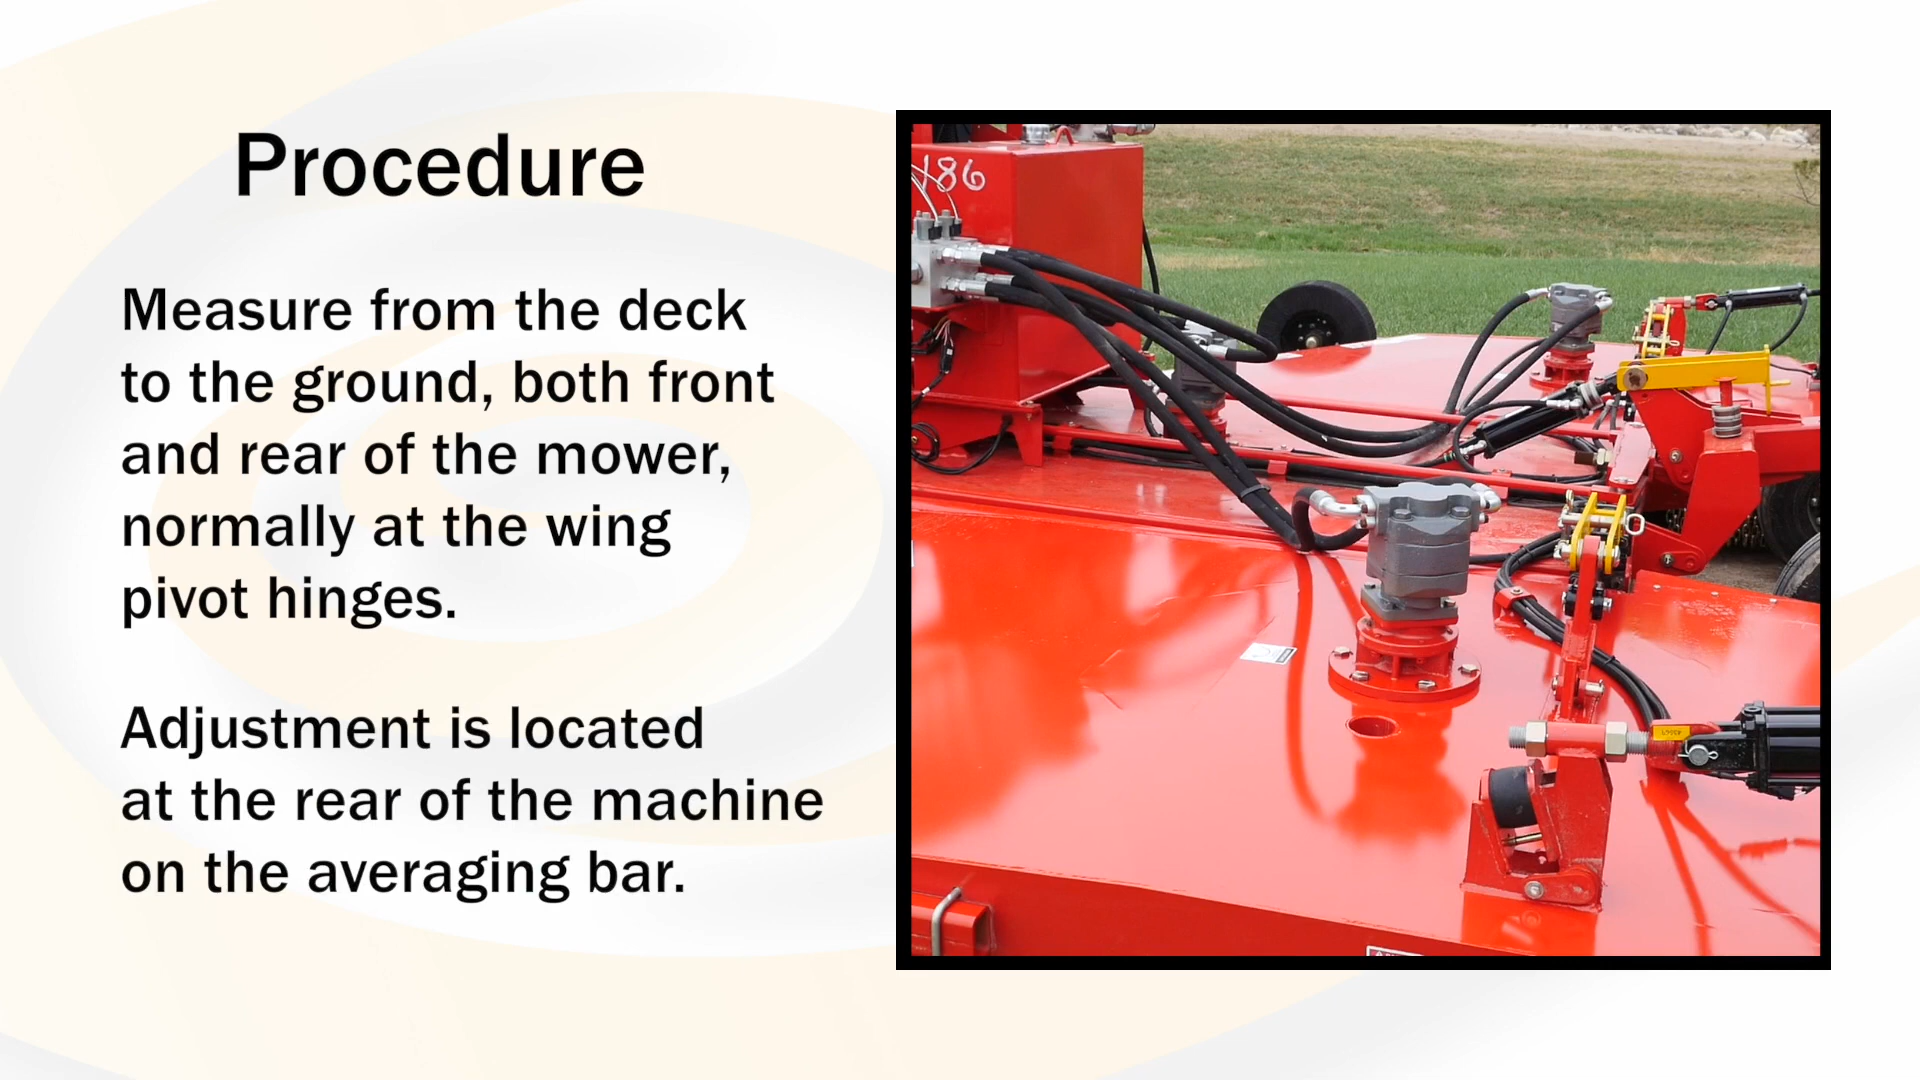 Procedure
Measure from the deck
to the ground, both front
and rear of the mower,
normally at the wing
pivot hinges.
Adjustment is located
at the rear of the machine
on the averaging bar.
186